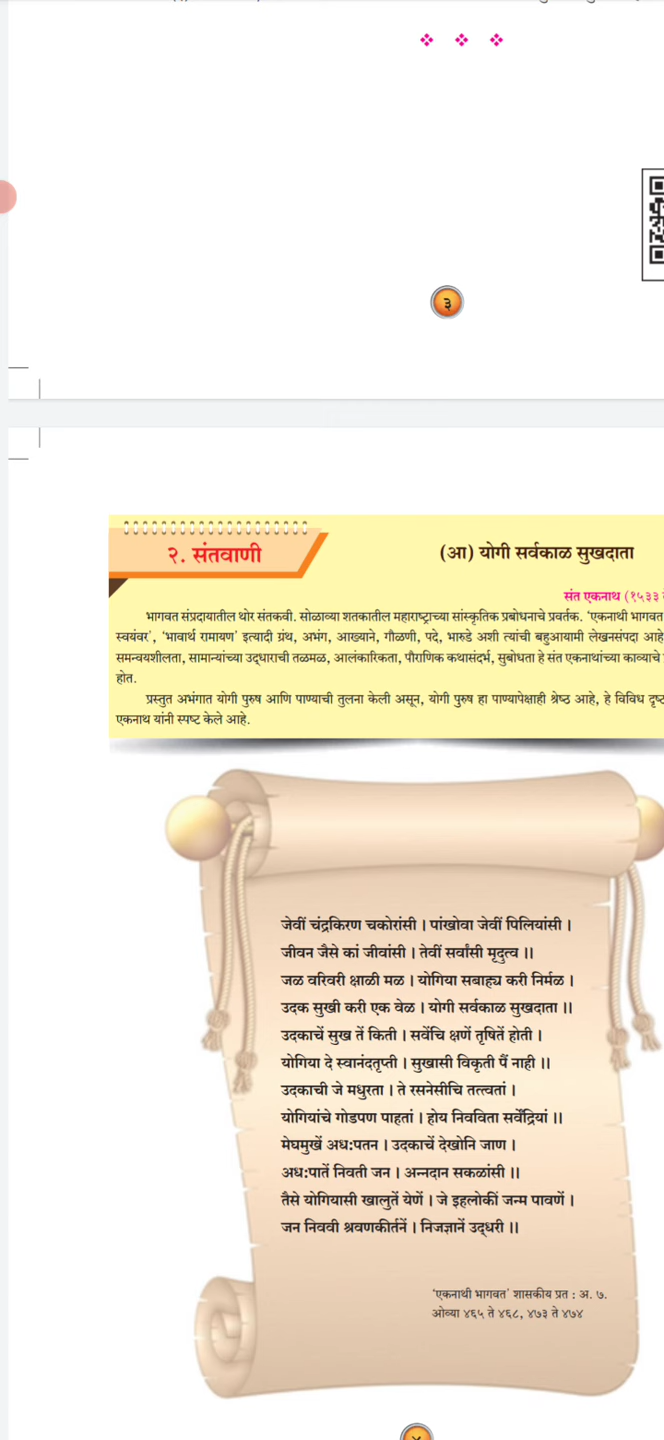 ३
२. संतवाणी
(आ) योगी सर्वकाळ सुखदाता
संत एकनाथ (१५३३
भागवत संप्रदायातील थोर संतकवी. सोळाव्या शतकातील महाराष्ट्राच्या सांस्कृतिक प्रबोधनाचे प्रवर्तक. ‘एकनाथी भागवत
स्वयंवर’, ‘भावार्थ रामायण’ इत्यादी ग्रंथ, अभंग, आख्याने, गौळणी, पदे, भारुडे अशी त्यांची बहुआयामी लेखनसंपदा आहे
समन्वयशीलता, सामान्यांच्या उद्धाराची तळमळ, आलंकारिकता, पौराणिक कथासंदर्भ, सुबोधता हे संत एकनाथांच्या काव्याचे
होत.
प्रस्तुत अभंगात योगी पुरुष आणि पाण्याची तुलना केली असून, योगी पुरुष हा पाण्यापेक्षाही श्रेष्ठ आहे, हे विविध
एकनाथ यांनी स्पष्ट केले आहे.
जेवीं चंद्रकिरण चकोरांसी । पांखोवा जेवीं पिलियांसी ।
जीवन जैसे कां जीवांसी । तेवीं सर्वांसी मृदुत्व ।।
जळ वरिवरी क्षाळी मळ । योगिया सबाह्य करी निर्मळ ।
उदक सुखी करी एक वेळ । योगी सर्वकाळ सुखदाता ।।
उदकाचें सुख तें किती । सवेंचि क्षणें तृषितें होती ।
योगिया दे स्वानंदतृप्ती । सुखासी विकृती पैं नाही ।।
उदकाची जे मधुरता । ते रसनेसीचि तत्त्वतां ।
योगियांचे गोडपण पाहतां । होय निवविता सर्वेंद्रियां ।।
मेघमुखें अध:पतन । उदकाचें देखोनि जाण ।
अध:पातें निवती जन । अन्नदान सकळांसी ।।
तैसे योगियासी खालुतें येणें । जे इहलोकीं जन्म पावणें ।
जन निववी श्रवणकीर्तनें । निजज्ञानें उद्धरी ।।
‘एकनाथी भागवत’ शासकीय प्रत : अ. ७.
ओव्या ४६५ ते ४६८, ४७३ ते ४७४